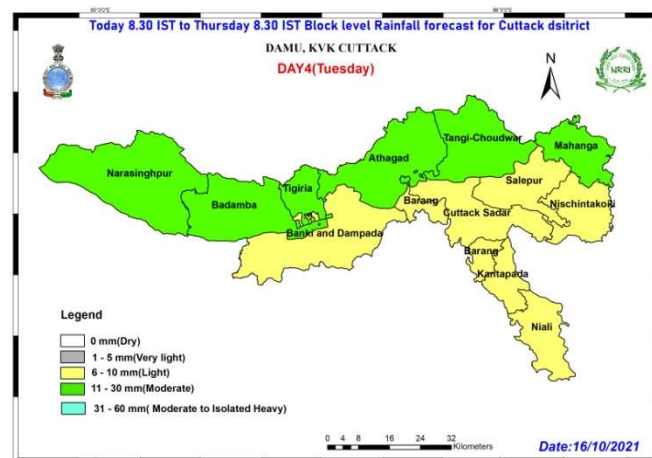 Today 8.30 IST to Thursday 8.30 IST Block level Rainfall forecast for Cuttack dsitrict
DAMU, KVK CUTTACK
DAY4(Tuesday)
N
NRRI
Tangi-Choudwar
Mahanga
Athagad
Narasinghpur
Tigiria
Salepur
Badamba
Barang
Nischintakoili
Cuttack Sadar
Banki and Dampada
Barang
Kantapada
Niali
Legend
0 mm(Dry)
1 - 5 mm(Very light)
6 - 10 mm(Light)
11 - 30 mm(Moderate)
31 - 60 mm( Moderate to Isolated Heavy)
0 4 8 16 24 32
Kilometers
Date:16/10/2021